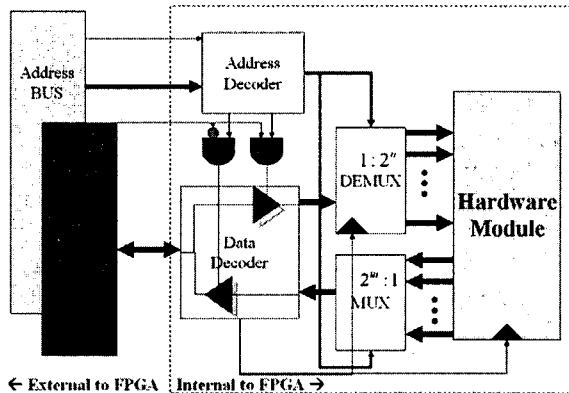 Address
BUS
Address
Decoder
1 : 2ⁿ
DEMUX
Hardware
Module
Data
Decoder
2ᵐ : 1
MUX
← External to FPGA
Internal to FPGA →